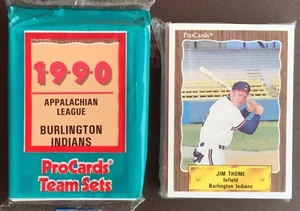 1990
APPALACHIAN
LEAGUE
BURLINGTON
INDIANS
ProCards'
Team Sets
ProCards®
JIM THOME
Infield
Burlington Indians